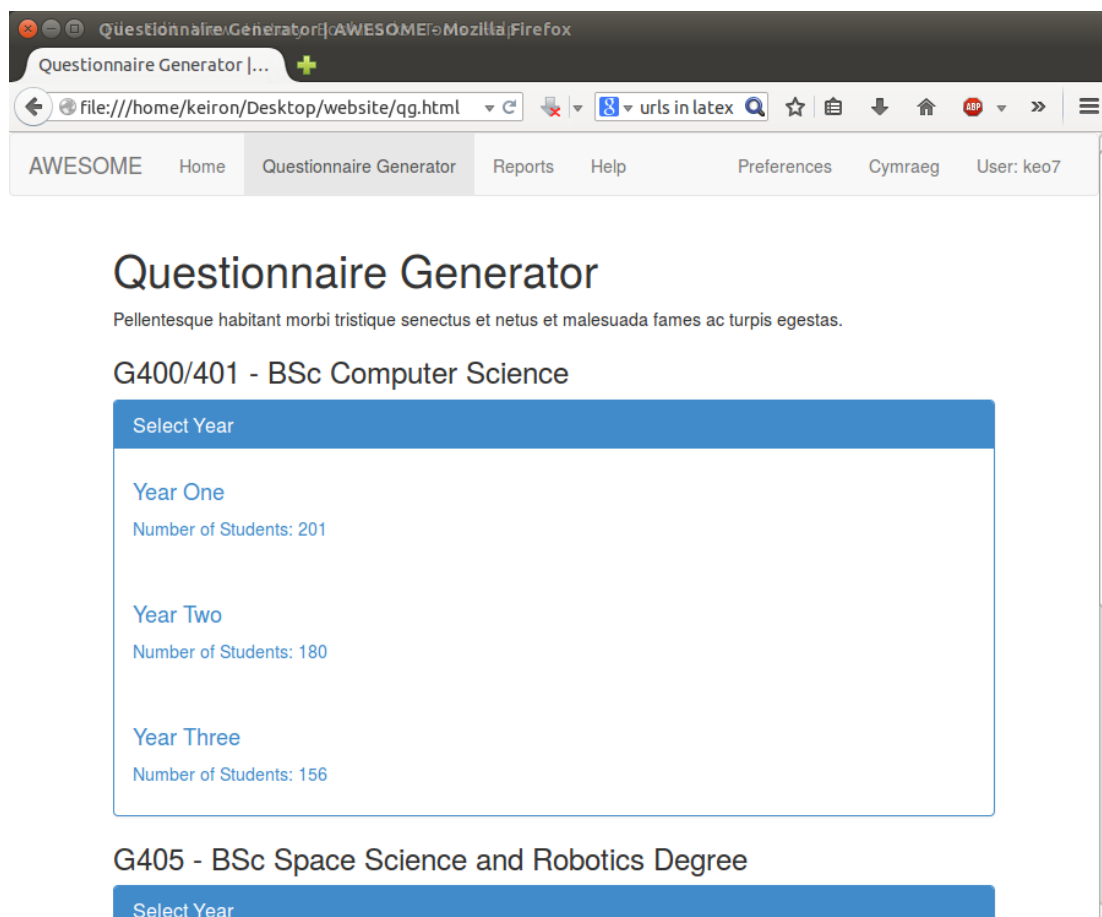 Questionnaire Generator | AWESOME - Mozilla Firefox
Questionnaire Generator |...
file:///home/keiron/Desktop/website/qg.html urls in latex ABP
AWESOME Home Questionnaire Generator Reports Help Preferences Cymraeg User: keo7
Questionnaire Generator
Pellentesque habitant morbi tristique senectus et netus et malesuada fames ac turpis egestas.
G400/401 - BSc Computer Science
Select Year
Year One
Number of Students: 201
Year Two
Number of Students: 180
Year Three
Number of Students: 156
G405 - BSc Space Science and Robotics Degree
Select Year